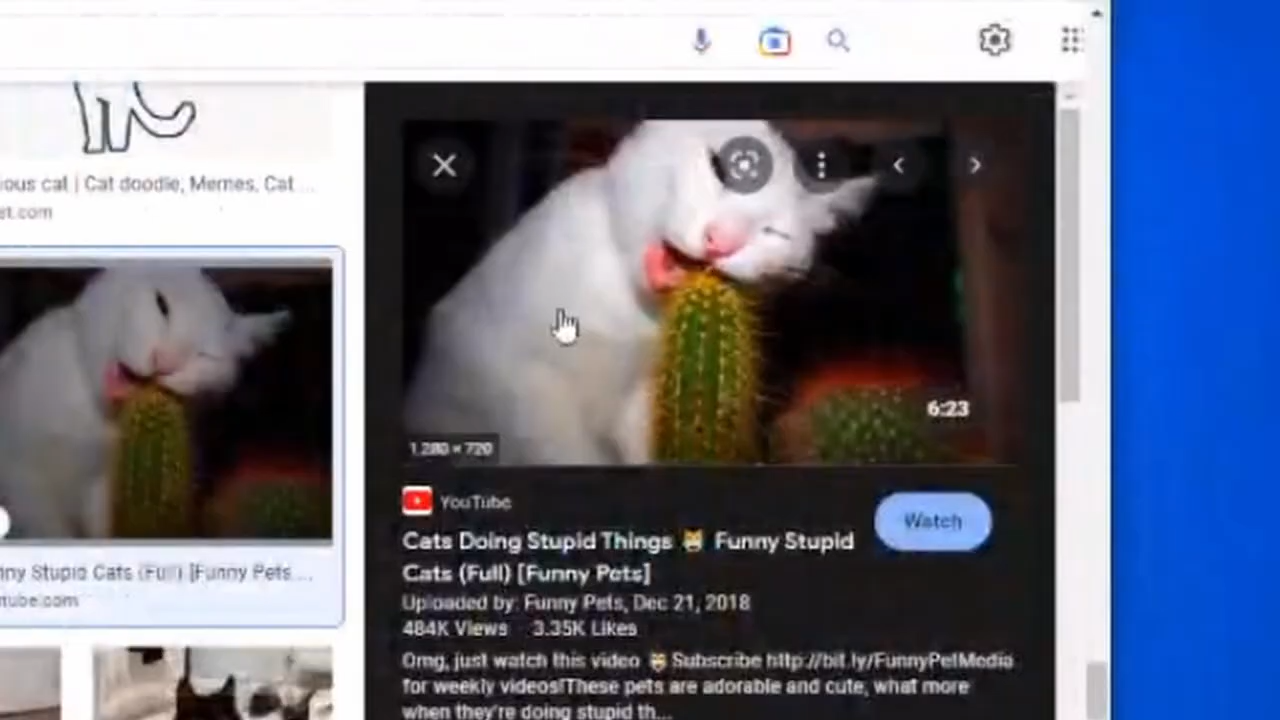 ious cat | Cat doodle, Memes, Cat ...
et.com
nny Stupid Cats (Full) [Funny Pets ...
tube.com
6:23
1,280 × 720
YouTube
Watch
Cats Doing Stupid Things 😹 Funny Stupid
Cats (Full) [Funny Pets]
Uploaded by: Funny Pets, Dec 21, 2018
484K Views 3.35K Likes
Omg, just watch this video 😹 Subscribe http://bit.ly/FunnyPetMedia
for weekly videos!These pets are adorable and cute, what more
when they're doing stupid th...